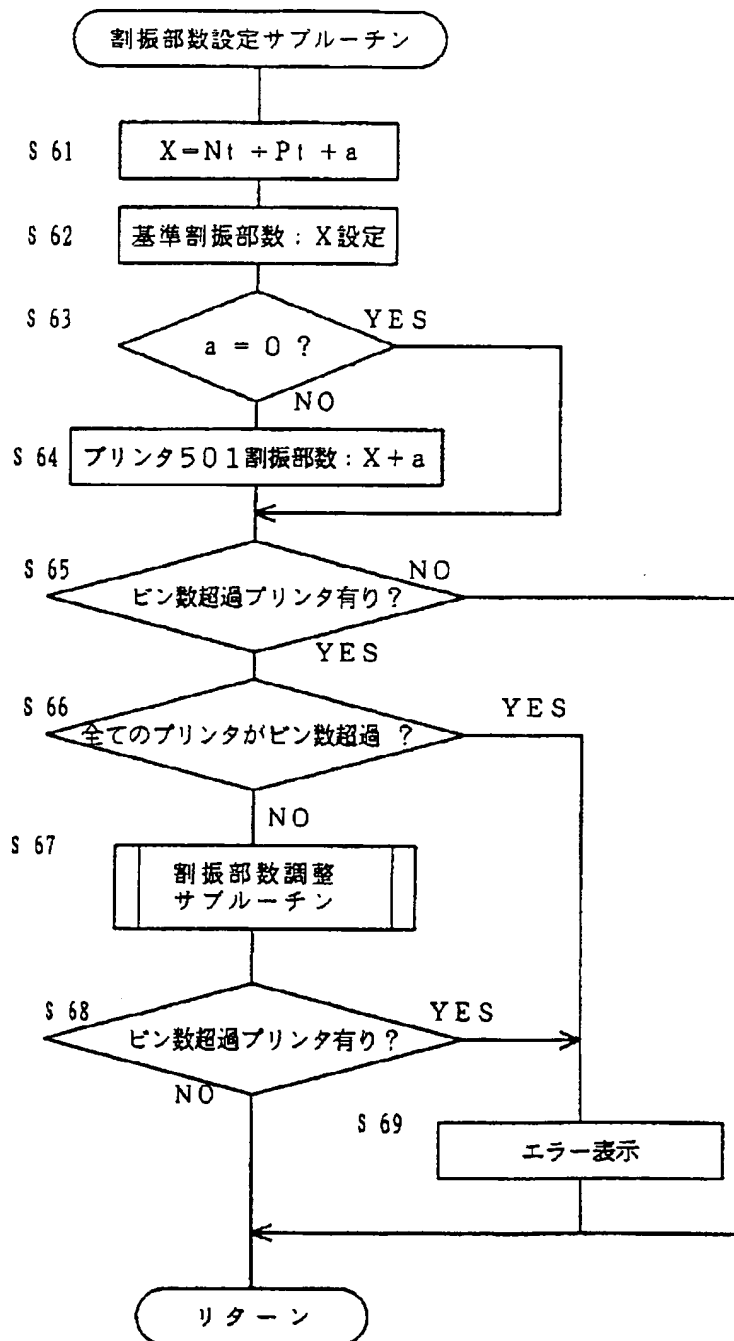 割振部数設定サブルーチン
S 61
X=Nt÷Pt+a
S 62
基準割振部数:X設定
S 63
YES
a = 0 ?
NO
S 64
プリンタ501割振部数:X+a
S 65
NO
ビン数超過プリンタ有り?
YES
S 66
YES
全てのプリンタがビン数超過 ?
NO
S 67
割振部数調整
サブルーチン
S 68
YES
ビン数超過プリンタ有り?
NO
S 69
エラー表示
リターン